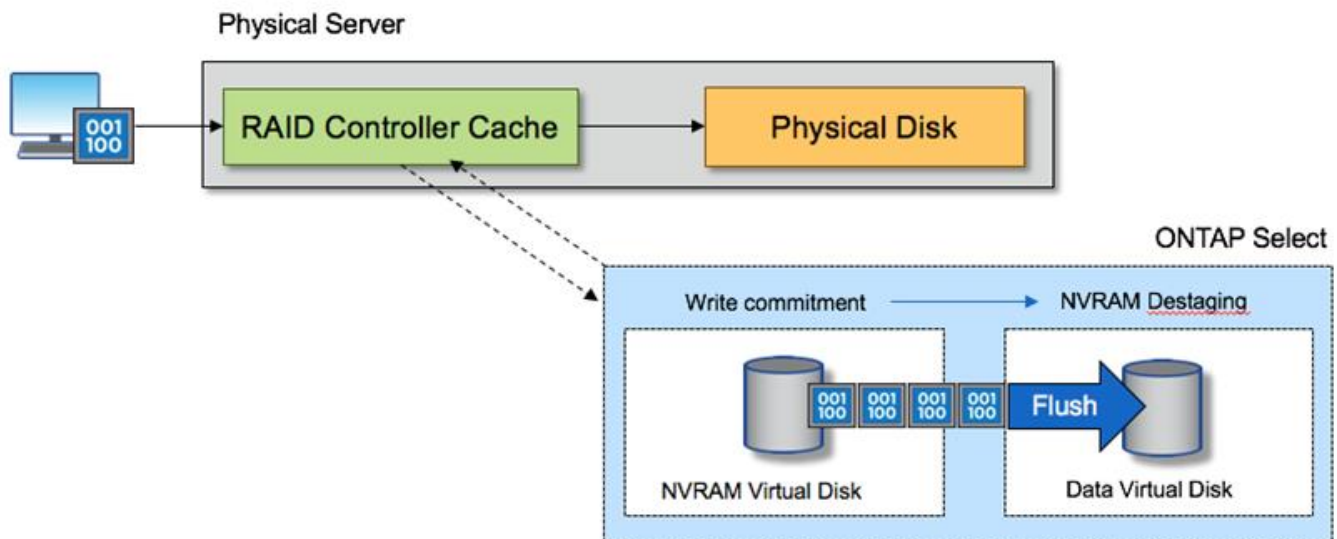 Physical Server
001
100
RAID Controller Cache
Physical Disk
ONTAP Select
Write commitment
NVRAM Destaging
001
100
001
100
001
100
001
100
Flush
NVRAM Virtual Disk
Data Virtual Disk